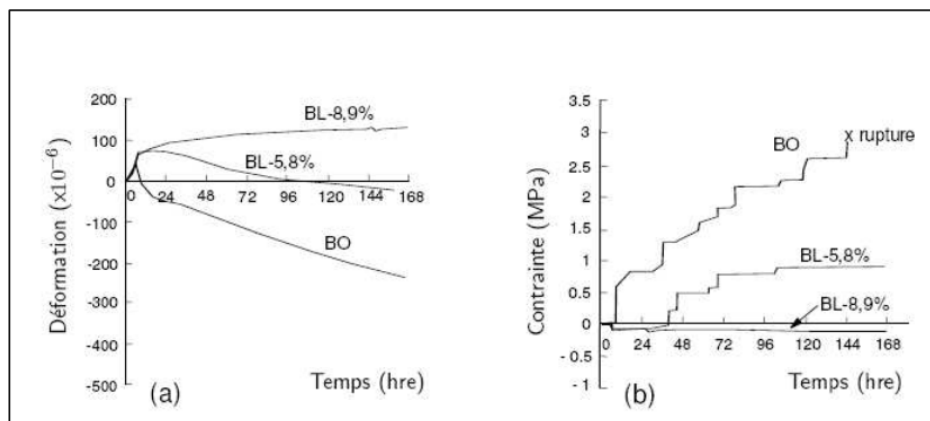 200
100
0
-100
-200
-300
-400
-500
Déformation (x10⁻⁶)
BL-8,9%
BL-5,8%
BO
0 24 48 72 96 120 144 168
Temps (hre)
(a)
3.5
3
2.5
2
1.5
1
0.5
0
- 0.5
- 1
Contrainte (MPa)
x rupture
BO
BL-5,8%
BL-8,9%
0 24 48 72 96 120 144 168
Temps (hre)
(b)